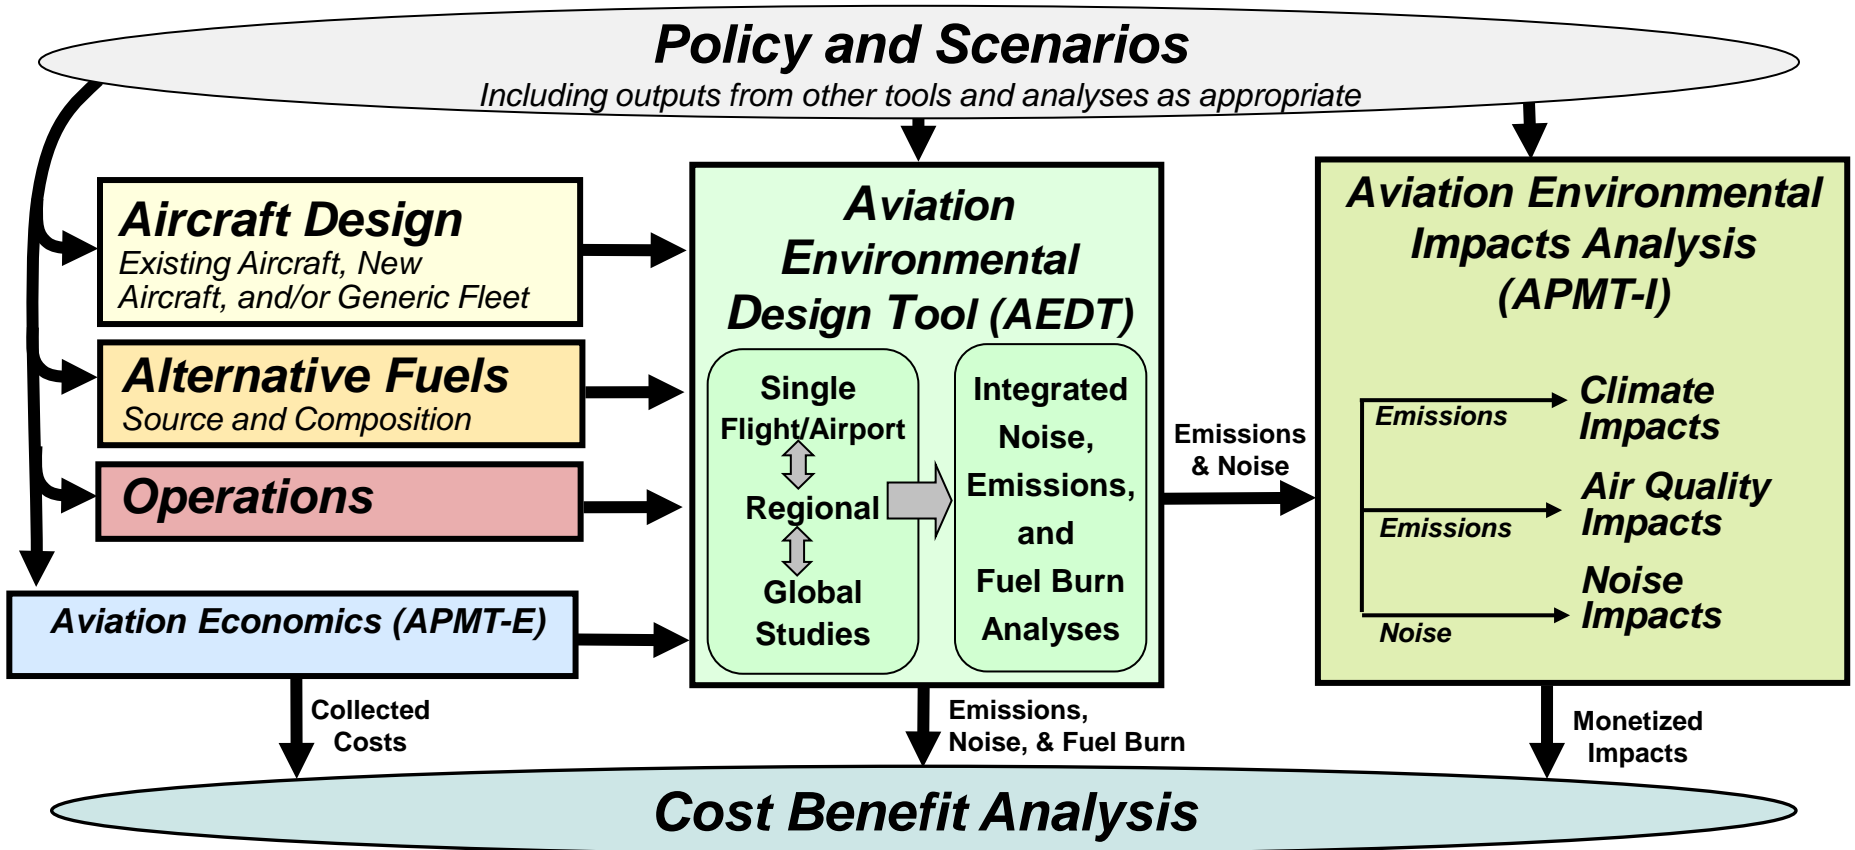 Policy and Scenarios
Including outputs from other tools and analyses as appropriate
Aircraft Design
Existing Aircraft, New
Aircraft, and/or Generic Fleet
Alternative Fuels
Source and Composition
Operations
Aviation Economics (APMT-E)
Collected
Costs
Aviation
Environmental
Design Tool (AEDT)
Single
Flight/Airport
Regional
Global
Studies
Integrated
Noise,
Emissions,
and
Fuel Burn
Analyses
Emissions,
Noise, & Fuel Burn
Emissions
& Noise
Aviation Environmental
Impacts Analysis
(APMT-I)
Emissions
Climate
Impacts
Emissions
Air Quality
Impacts
Noise
Noise
Impacts
Monetized
Impacts
Cost Benefit Analysis